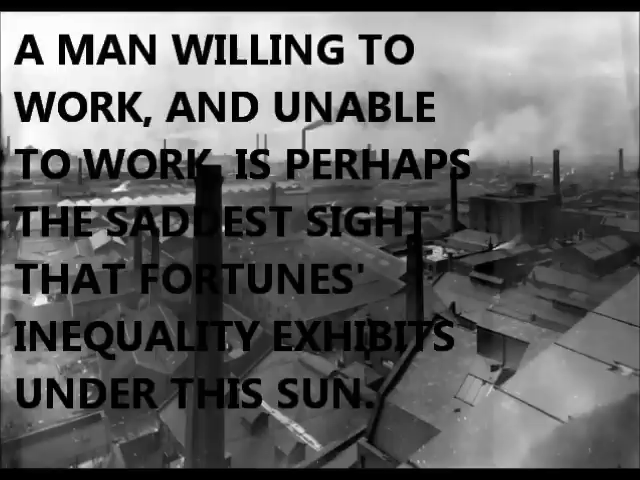 A MAN WILLING TO
WORK, AND UNABLE
TO WORK, IS PERHAPS
THE SADDEST SIGHT
THAT FORTUNES'
INEQUALITY EXHIBITS
UNDER THIS SUN.